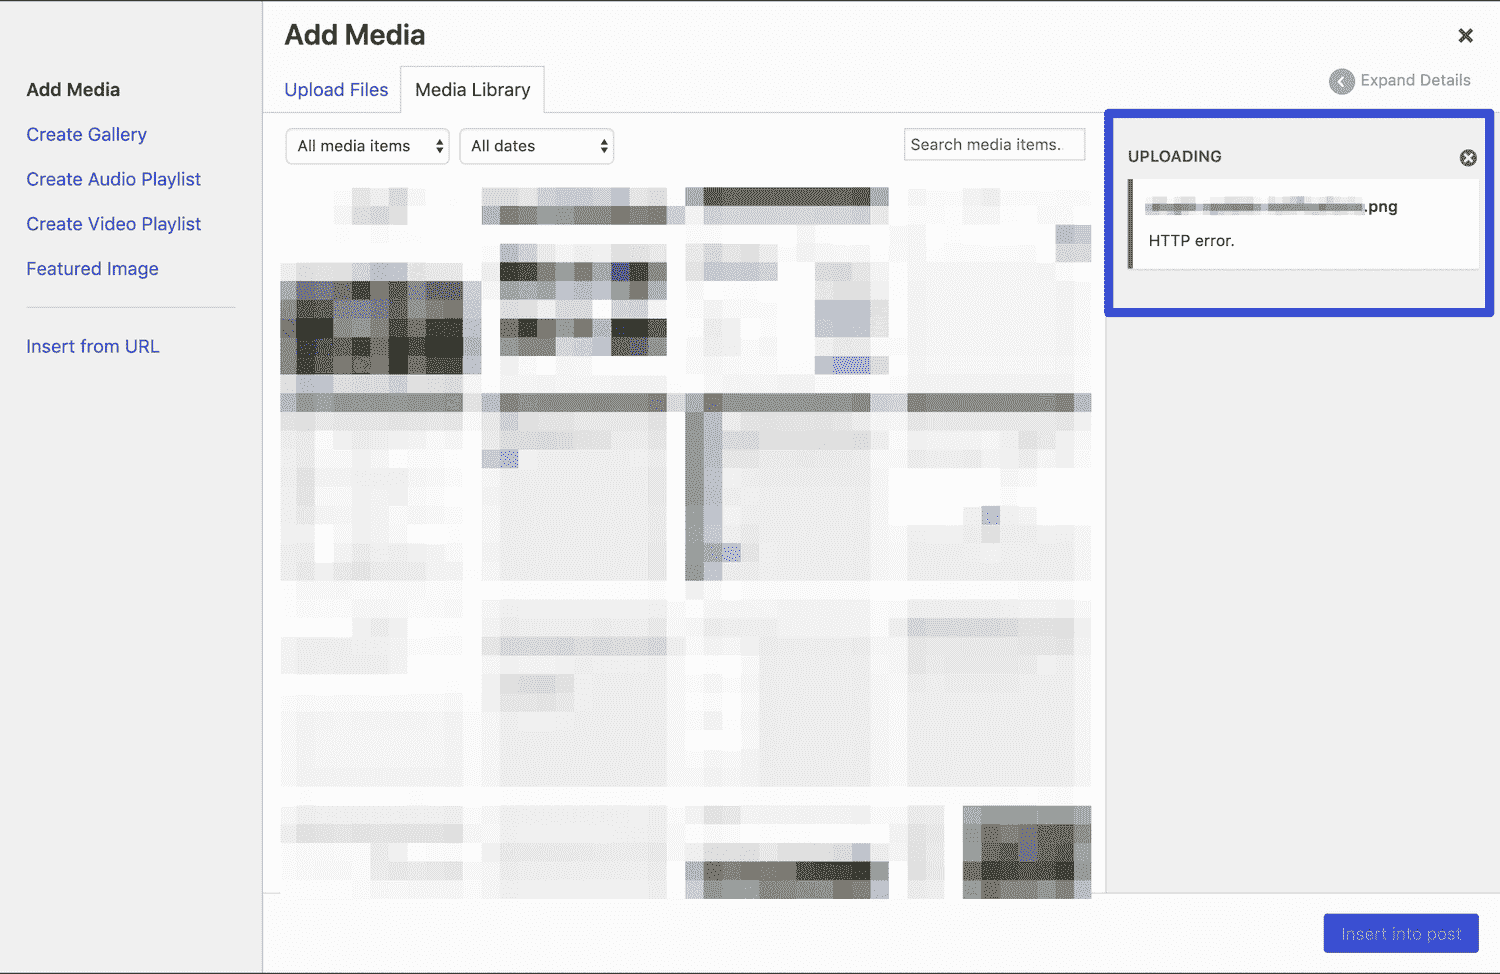 Add Media
Create Gallery
Create Audio Playlist
Create Video Playlist
Featured Image
Insert from URL
Add Media
Upload Files
Media Library
Expand Details
All media items
All dates
Search media items.
UPLOADING
.png
HTTP error.
Insert into post